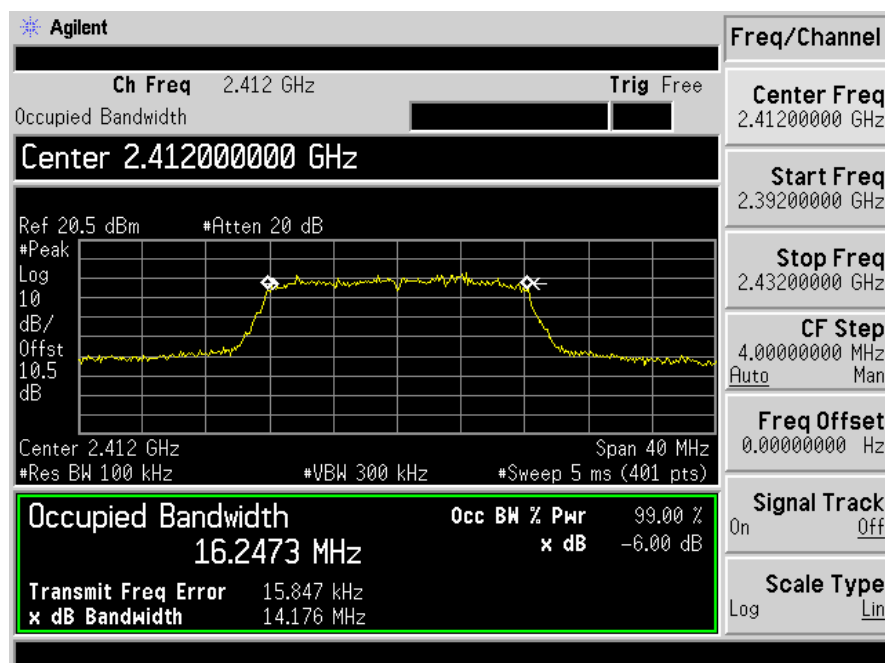 Agilent
Freq/Channel
Ch Freq 2.412 GHz Trig Free
Occupied Bandwidth
Center 2.412000000 GHz
Ref 20.5 dBm #Atten 20 dB
#Peak
Log
10
dB/
Offst
10.5
dB
Center 2.412 GHz Span 40 MHz
#Res BW 100 kHz #VBW 300 kHz #Sweep 5 ms (401 pts)
Occupied Bandwidth
16.2473 MHz
Occ BW % Pwr 99.00 %
x dB -6.00 dB
Transmit Freq Error 15.847 kHz
x dB Bandwidth 14.176 MHz
Center Freq
2.41200000 GHz
Start Freq
2.39200000 GHz
Stop Freq
2.43200000 GHz
CF Step
4.00000000 MHz
Auto Man
Freq Offset
0.00000000 Hz
Signal Track
On Off
Scale Type
Log Lin